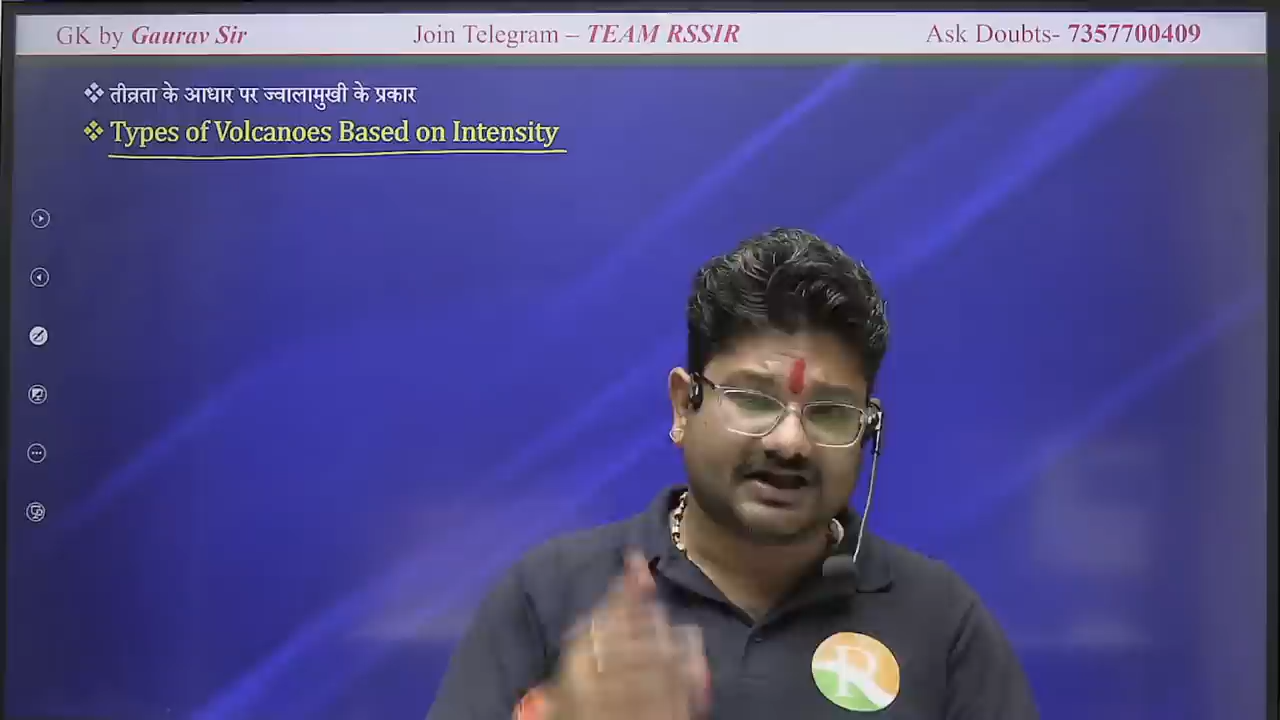 GK by Gaurav Sir Join Telegram – TEAM RSSIR Ask Doubts- 7357700409
❖ तीव्रता के आधार पर ज्वालामुखी के प्रकार
❖ Types of Volcanoes Based on Intensity
R